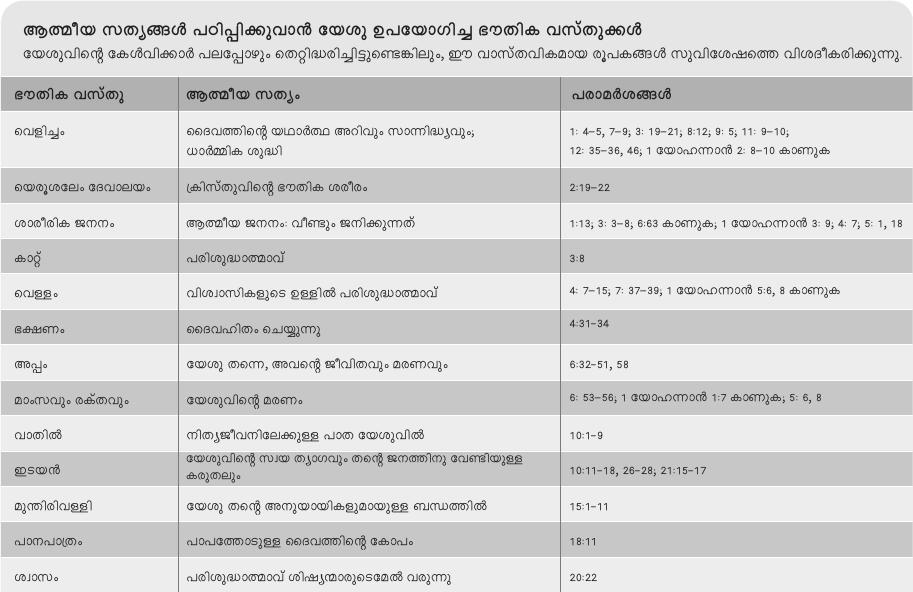 ആത്മീയ സത്യങ്ങൾ പഠിപ്പിക്കുവാൻ യേശു ഉപയോഗിച്ച ഭൗതിക വസ്തുക്കൾ
യേശുവിന്റെ കേൾവിക്കാർ പലപ്പോഴും തെറ്റിദ്ധരിച്ചിട്ടുണ്ടെങ്കിലും, ഈ വാസ്തവികമായ രൂപകങ്ങൾ സുവിശേഷത്തെ വിശദീകരിക്കുന്നു.
ഭൗതിക വസ്തു ആത്മീയ സത്യം പരാമർശങ്ങൾ
വെളിച്ചം ദൈവത്തിന്റെ യഥാർത്ഥ അറിവും സാന്നിദ്ധ്യവും; 1: 4–5, 7–9; 3: 19–21; 8:12; 9: 5; 11: 9–10;
ധാർമ്മിക ശുദ്ധി 12: 35–36, 46; 1 യോഹന്നാൻ 2: 8–10 കാണുക
യെരൂശലേം ദേവാലയം ക്രിസ്തുവിന്റെ ഭൗതിക ശരീരം 2:19–22
ശാരീരിക ജനനം ആത്മീയ ജനനം: വീണ്ടും ജനിക്കുന്നത് 1:13; 3: 3–8; 6:63 കാണുക; 1 യോഹന്നാൻ 3: 9; 4: 7; 5: 1, 18
കാറ്റ് പരിശുദ്ധാത്മാവ് 3:8
വെള്ളം വിശ്വാസികളുടെ ഉള്ളിൽ പരിശുദ്ധാത്മാവ് 4: 7–15; 7: 37–39; 1 യോഹന്നാൻ 5:6, 8 കാണുക
ഭക്ഷണം ദൈവഹിതം ചെയ്യുന്നു 4:31–34
അപ്പം യേശു തന്നെ, അവന്റെ ജീവിതവും മരണവും 6:32–51, 58
മാംസവും രക്തവും യേശുവിന്റെ മരണം 6: 53–56; 1 യോഹന്നാൻ 1:7 കാണുക; 5: 6, 8
വാതിൽ നിത്യജീവനിലേക്കുള്ള പാത യേശുവിൽ 10:1–9
ഇടയൻ യേശുവിന്റെ സ്വയ ത്യാഗവും തന്റെ ജനത്തിനു വേണ്ടിയുള്ള കരുതലും 10:11–18, 26–28; 21:15–17
മുന്തിരിവള്ളി യേശു തന്റെ അനുയായികളുമായുള്ള ബന്ധത്തിൽ 15:1–11
പാനപാത്രം പാപത്തോടുള്ള ദൈവത്തിന്റെ കോപം 18:11
ശ്വാസം പരിശുദ്ധാത്മാവ് ശിഷ്യന്മാരുടെമേൽ വരുന്നു 20:22